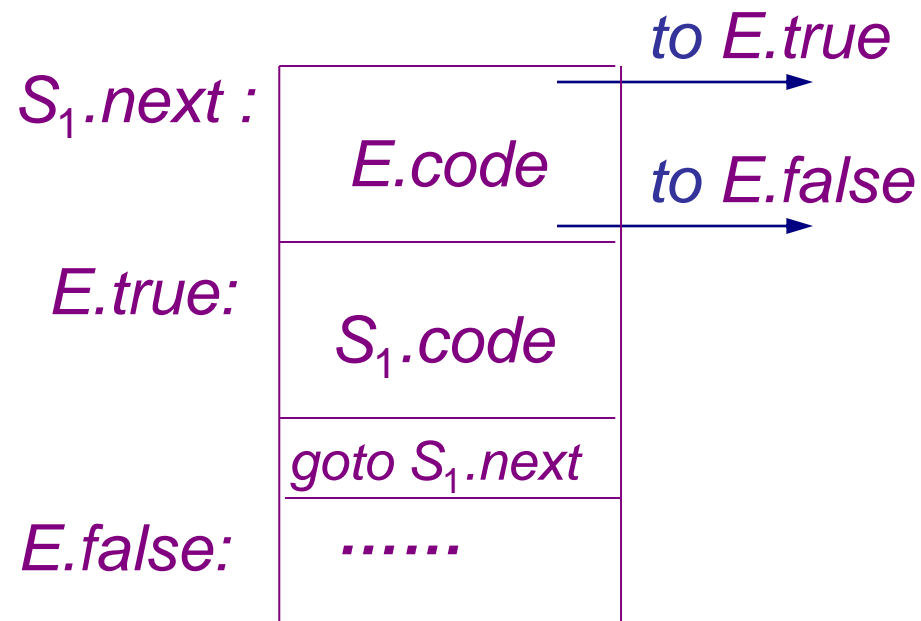 to E.true
S₁.next :
E.code
to E.false
E.true:
S₁.code
goto S₁.next
E.false:
......